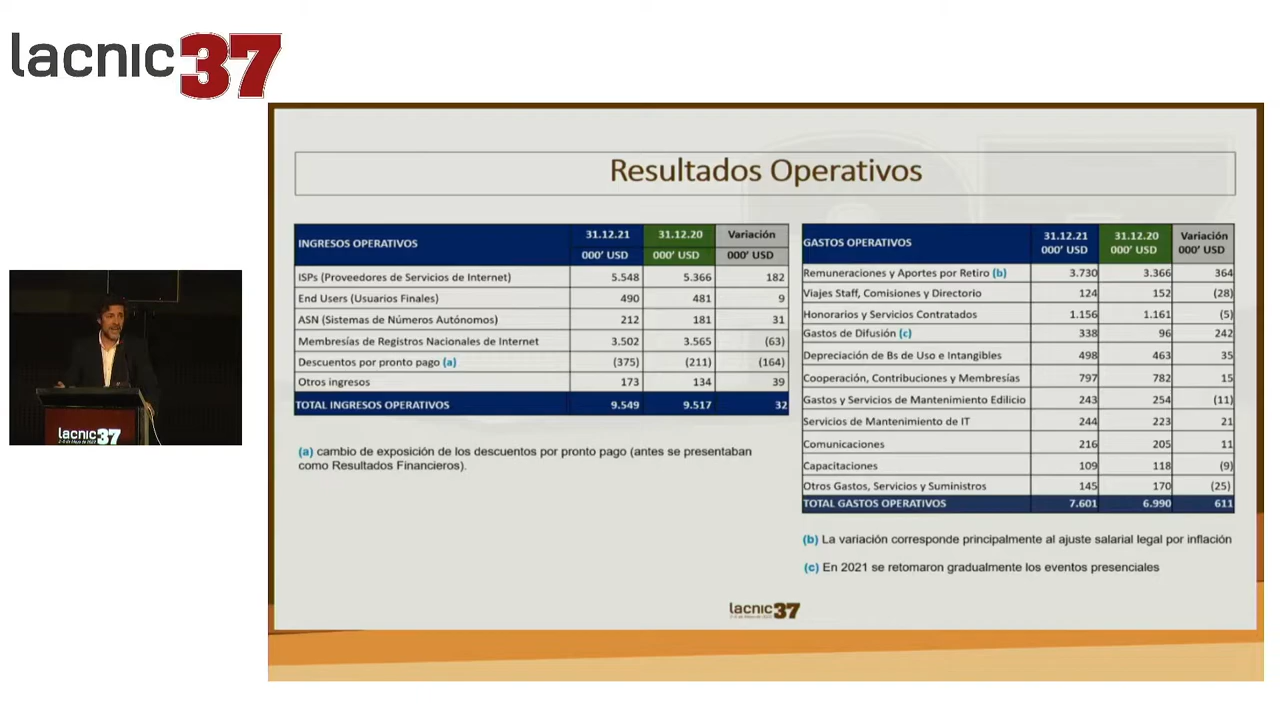 lacnic37
Resultados Operativos
INGRESOS OPERATIVOS 31.12.21 31.12.20 Variación
000' USD 000' USD 000' USD
ISPs (Proveedores de Servicios de Internet) 5.548 5.366 182
End Users (Usuarios Finales) 490 481 9
ASN (Sistemas de Números Autónomos) 212 181 31
Membresías de Registros Nacionales de Internet 3.502 3.565 (63)
Descuentos por pronto pago (a) (375) (211) (164)
Otros ingresos 173 134 39
TOTAL INGRESOS OPERATIVOS 9.549 9.517 32
(a) cambio de exposición de los descuentos por pronto pago (antes se presentaban
como Resultados Financieros).
GASTOS OPERATIVOS 31.12.21 31.12.20 Variación
000' USD 000' USD 000' USD
Remuneraciones y Aportes por Retiro (b) 3.730 3.366 364
Viajes Staff, Comisiones y Directorio 124 152 (28)
Honorarios y Servicios Contratados 1.156 1.161 (5)
Gastos de Difusión (c) 338 96 242
Depreciación de Bs de Uso e Intangibles 498 463 35
Cooperación, Contribuciones y Membresías 797 782 15
Gastos y Servicios de Mantenimiento Edilicio 243 254 (11)
Servicios de Mantenimiento de IT 244 223 21
Comunicaciones 216 205 11
Capacitaciones 109 118 (9)
Otros Gastos, Servicios y Suministros 145 170 (25)
TOTAL GASTOS OPERATIVOS 7.601 6.990 611
(b) La variación corresponde principalmente al ajuste salarial legal por inflación
(c) En 2021 se retomaron gradualmente los eventos presenciales
lacnic37
lacnic37